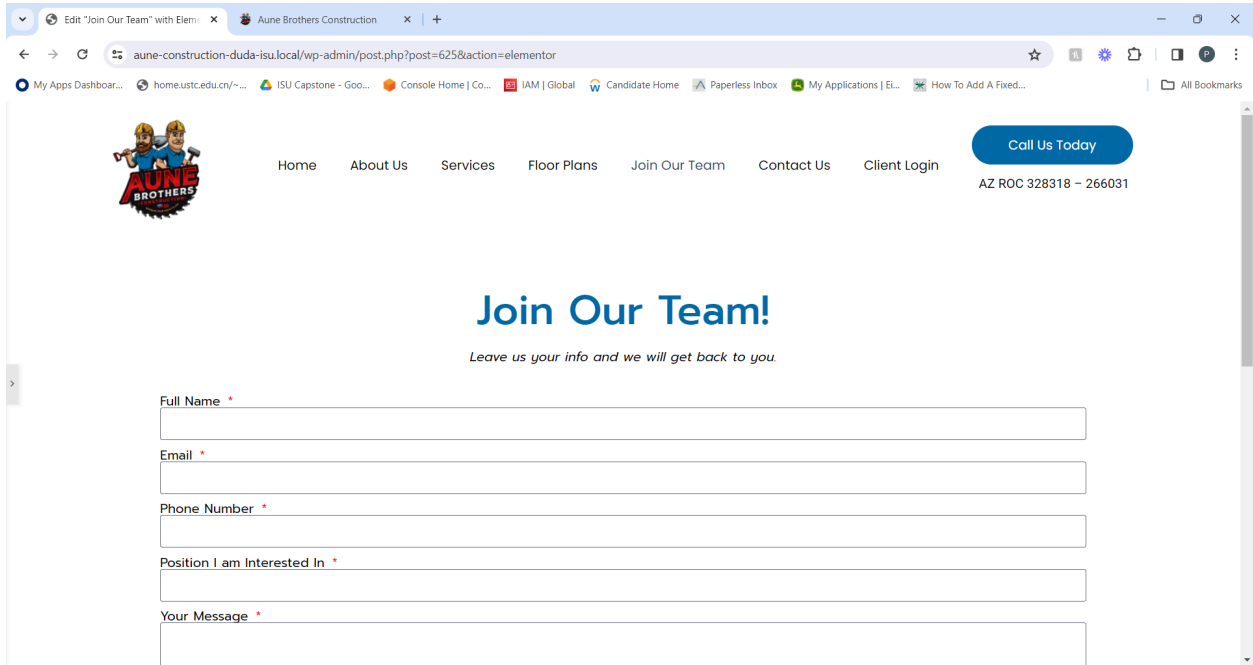 Edit "Join Our Team" with Eleme
Aune Brothers Construction
aune-construction-duda-isu.local/wp-admin/post.php?post=625&action=elementor
My Apps Dashboar...
home.ustc.edu.cn/~...
ISU Capstone - Goo...
Console Home | Co...
IAM | Global
Candidate Home
Paperless Inbox
My Applications | Ei...
How To Add A Fixed...
All Bookmarks
AUNE
BROTHERS
CONSTRUCTION
Home
About Us
Services
Floor Plans
Join Our Team
Contact Us
Client Login
Call Us Today
AZ ROC 328318 – 266031
Join Our Team!
Leave us your info and we will get back to you.
Full Name *
Email *
Phone Number *
Position I am Interested In *
Your Message *